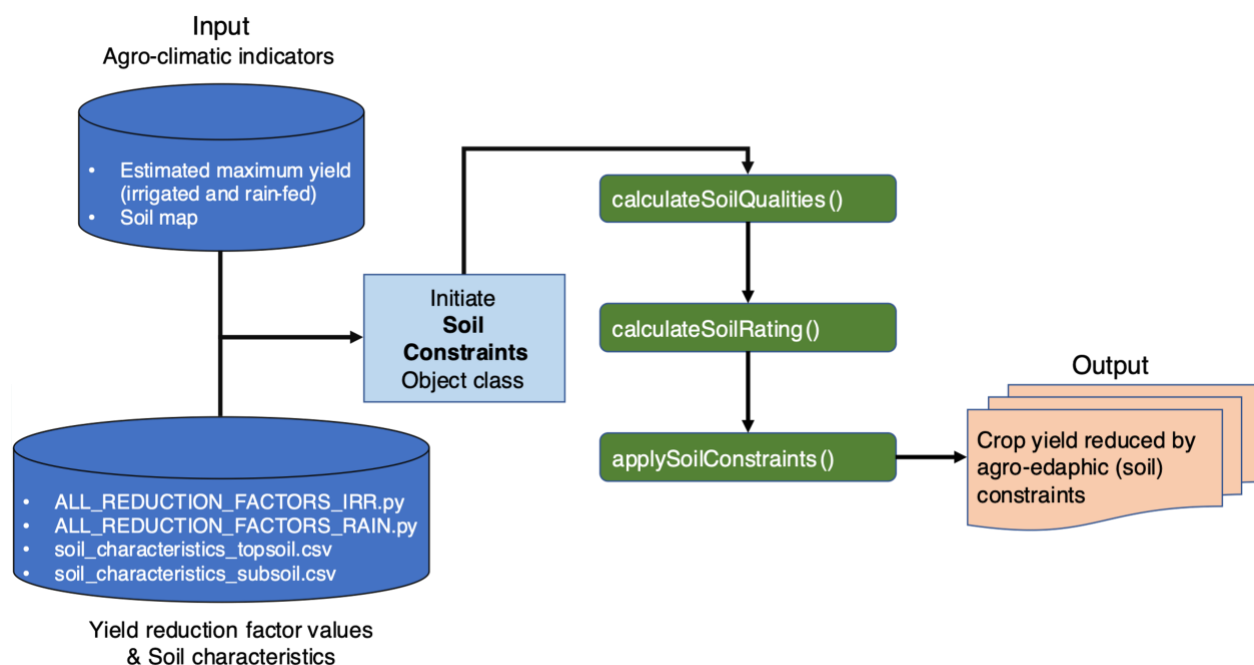 Input
Agro-climatic indicators
• Estimated maximum yield
(irrigated and rain-fed)
• Soil map
• ALL_REDUCTION_FACTORS_IRR.py
• ALL_REDUCTION_FACTORS_RAIN.py
• soil_characteristics_topsoil.csv
• soil_characteristics_subsoil.csv
Yield reduction factor values
& Soil characteristics
Initiate
Soil
Constraints
Object class
calculateSoilQualities()
calculateSoilRating()
applySoilConstraints()
Output
Crop yield reduced by
agro-edaphic (soil)
constraints